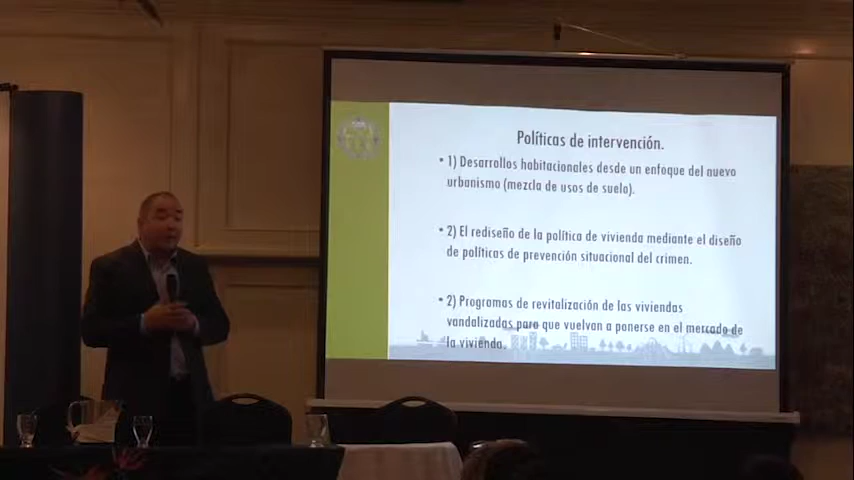 Políticas de intervención.
• 1) Desarrollos habitacionales desde un enfoque del nuevo
urbanismo (mezcla de usos de suelo).
• 2) El rediseño de la política de vivienda mediante el diseño
de políticas de prevención situacional del crimen.
• 2) Programas de revitalización de las viviendas
vandalizadas para que vuelvan a ponerse en el mercado de
la vivienda.